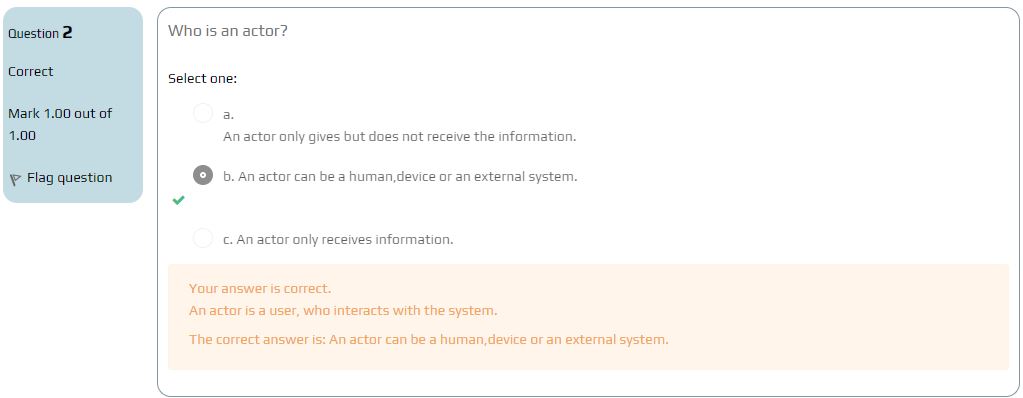 Question 2
Correct
Mark 1.00 out of
1.00
Flag question
Who is an actor?
Select one:
a.
An actor only gives but does not receive the information.
b. An actor can be a human,device or an external system.
c. An actor only receives information.
Your answer is correct.
An actor is a user, who interacts with the system.
The correct answer is: An actor can be a human,device or an external system.